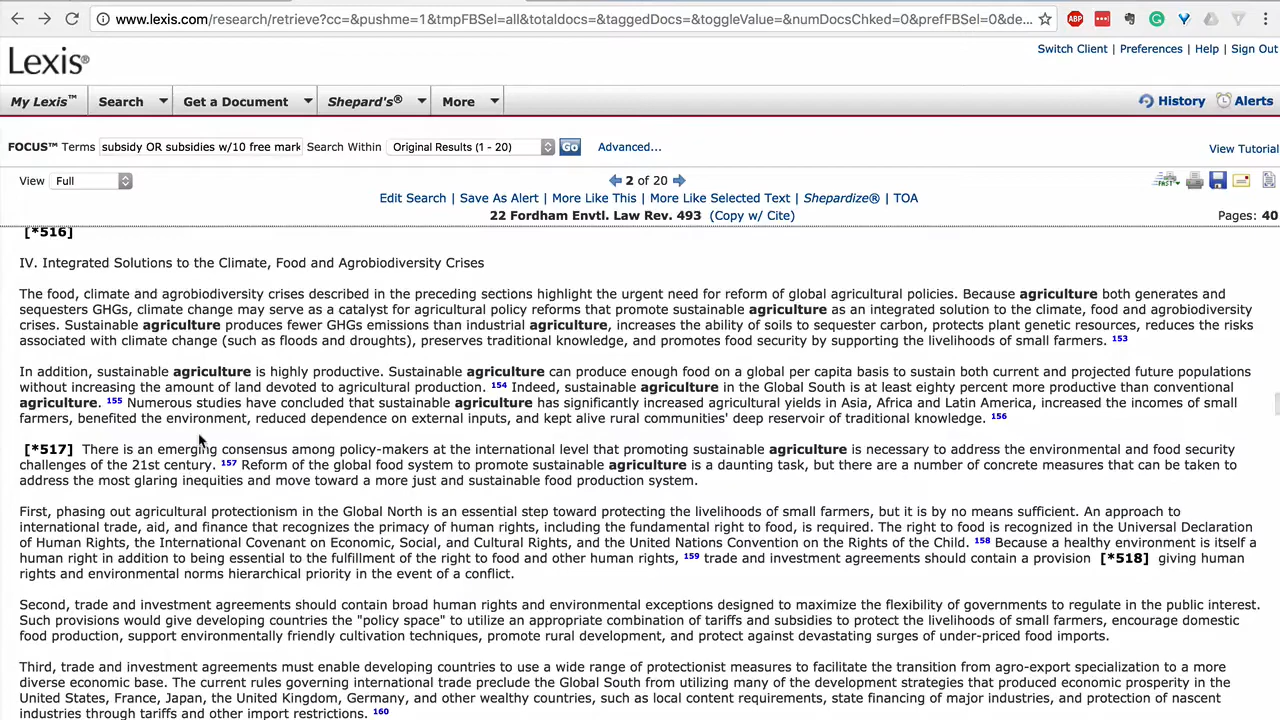 www.lexis.com/research/retrieve?cc=&pushme=1&tmpFBSel=all&totaldocs=&taggedDocs=&toggleValue=&numDocsChked=0&prefFBSel=0&de...
ABP
Lexis®
Switch Client | Preferences | Help | Sign Out
My Lexis™ Search Get a Document Shepard's® More History Alerts
FOCUS™ Terms subsidy OR subsidies w/10 free mark Search Within Original Results (1 - 20) Go Advanced... View Tutorial
View Full 2 of 20 FAST
Edit Search | Save As Alert | More Like This | More Like Selected Text | Shepardize® | TOA
22 Fordham Envtl. Law Rev. 493 (Copy w/ Cite) Pages: 40
[*516]
IV. Integrated Solutions to the Climate, Food and Agrobiodiversity Crises
The food, climate and agrobiodiversity crises described in the preceding sections highlight the urgent need for reform of global agricultural policies. Because agriculture both generates and
sequesters GHGs, climate change may serve as a catalyst for agricultural policy reforms that promote sustainable agriculture as an integrated solution to the climate, food and agrobiodiversity
crises. Sustainable agriculture produces fewer GHGs emissions than industrial agriculture, increases the ability of soils to sequester carbon, protects plant genetic resources, reduces the risks
associated with climate change (such as floods and droughts), preserves traditional knowledge, and promotes food security by supporting the livelihoods of small farmers. 153
In addition, sustainable agriculture is highly productive. Sustainable agriculture can produce enough food on a global per capita basis to sustain both current and projected future populations
without increasing the amount of land devoted to agricultural production. 154 Indeed, sustainable agriculture in the Global South is at least eighty percent more productive than conventional
agriculture. 155 Numerous studies have concluded that sustainable agriculture has significantly increased agricultural yields in Asia, Africa and Latin America, increased the incomes of small
farmers, benefited the environment, reduced dependence on external inputs, and kept alive rural communities' deep reservoir of traditional knowledge. 156
[*517] There is an emerging consensus among policy-makers at the international level that promoting sustainable agriculture is necessary to address the environmental and food security
challenges of the 21st century. 157 Reform of the global food system to promote sustainable agriculture is a daunting task, but there are a number of concrete measures that can be taken to
address the most glaring inequities and move toward a more just and sustainable food production system.
First, phasing out agricultural protectionism in the Global North is an essential step toward protecting the livelihoods of small farmers, but it is by no means sufficient. An approach to
international trade, aid, and finance that recognizes the primacy of human rights, including the fundamental right to food, is required. The right to food is recognized in the Universal Declaration
of Human Rights, the International Covenant on Economic, Social, and Cultural Rights, and the United Nations Convention on the Rights of the Child. 158 Because a healthy environment is itself a
human right in addition to being essential to the fulfillment of the right to food and other human rights, 159 trade and investment agreements should contain a provision [*518] giving human
rights and environmental norms hierarchical priority in the event of a conflict.
Second, trade and investment agreements should contain broad human rights and environmental exceptions designed to maximize the flexibility of governments to regulate in the public interest.
Such provisions would give developing countries the "policy space" to utilize an appropriate combination of tariffs and subsidies to protect the livelihoods of small farmers, encourage domestic
food production, support environmentally friendly cultivation techniques, promote rural development, and protect against devastating surges of under-priced food imports.
Third, trade and investment agreements must enable developing countries to use a wide range of protectionist measures to facilitate the transition from agro-export specialization to a more
diverse economic base. The current rules governing international trade preclude the Global South from utilizing many of the development strategies that produced economic prosperity in the
United States, France, Japan, the United Kingdom, Germany, and other wealthy countries, such as local content requirements, state financing of major industries, and protection of nascent
industries through tariffs and other import restrictions. 160